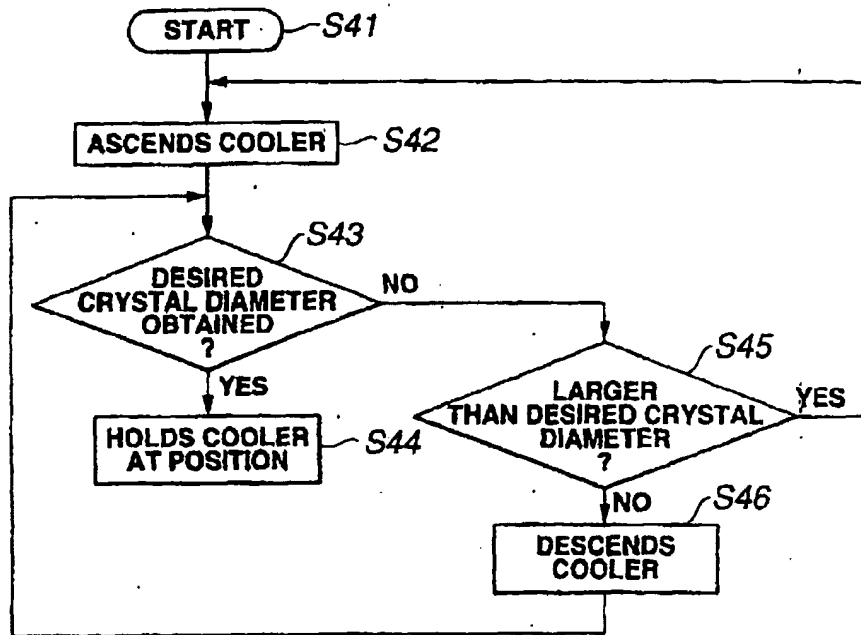 START
S41
ASCENDS COOLER
S42
S43
DESIRED
CRYSTAL DIAMETER
OBTAINED
?
NO
YES
HOLDS COOLER
AT POSITION
S44
S45
LARGER
THAN DESIRED CRYSTAL
DIAMETER
?
YES
NO
S46
DESCENDS
COOLER